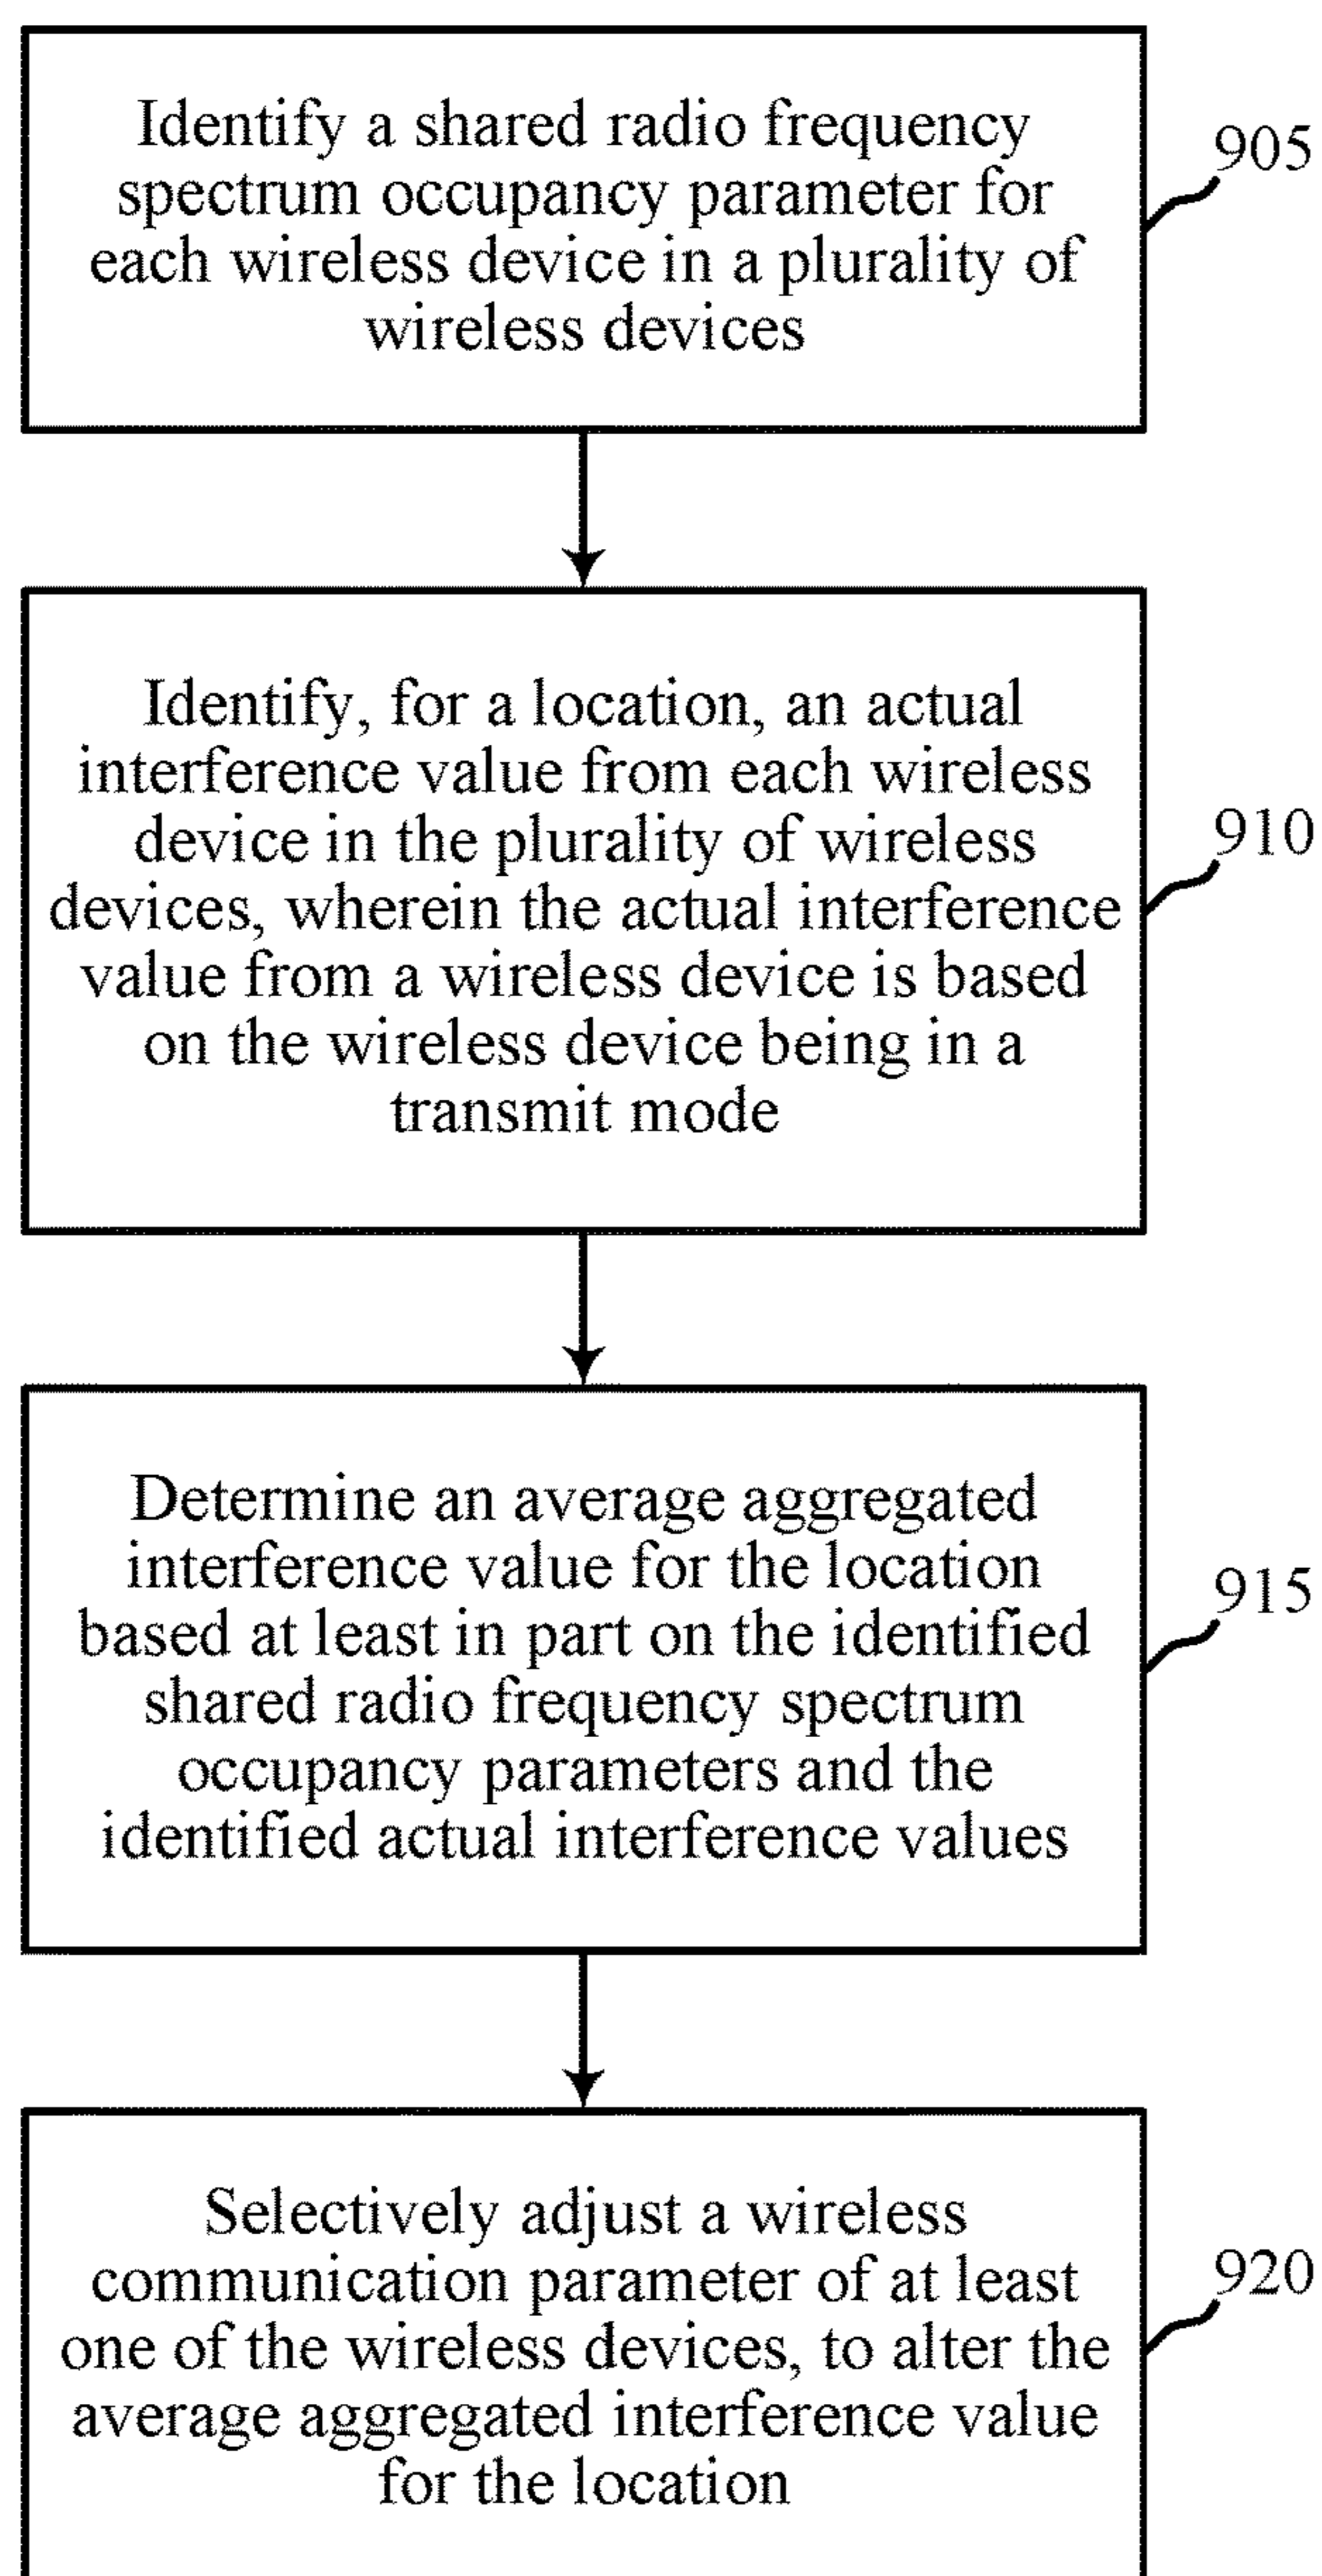 Identify a shared radio frequency
spectrum occupancy parameter for
each wireless device in a plurality of
wireless devices
905
Identify, for a location, an actual
interference value from each wireless
device in the plurality of wireless
devices, wherein the actual interference
value from a wireless device is based
on the wireless device being in a
transmit mode
910
Determine an average aggregated
interference value for the location
based at least in part on the identified
shared radio frequency spectrum
occupancy parameters and the
identified actual interference values
915
Selectively adjust a wireless
communication parameter of at least
one of the wireless devices, to alter the
average aggregated interference value
for the location
920